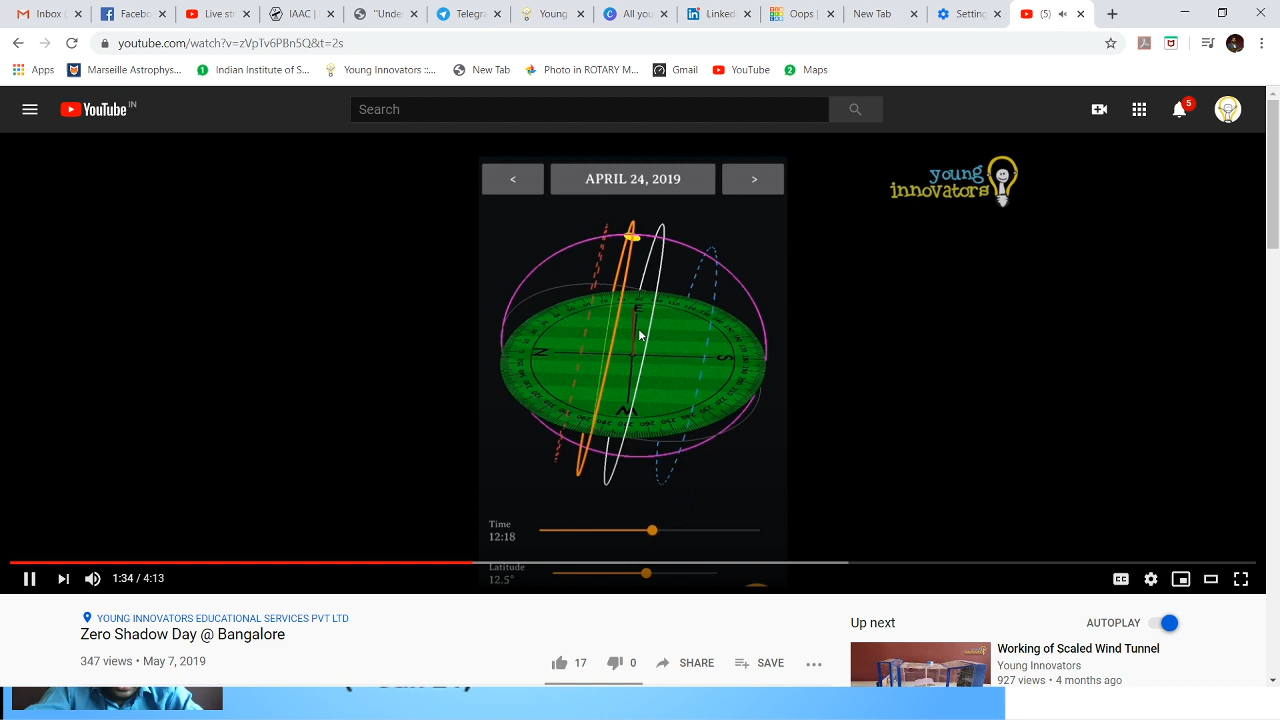 Inbox (
Facebo
Live str
IAAC |
"Under
Telegra
Young
All you
Linked
Oops |
New Tab
Setting
(5)
youtube.com/watch?v=zVpTv6PBn5Q&t=2s
Apps
Marseille Astrophys...
Indian Institute of S...
Young Innovators ::...
New Tab
Photo in ROTARY M...
Gmail
YouTube
Maps
YouTube IN
Search
5
< APRIL 24, 2019 >
young
innovators
E
N
S
W
Time
12:18
Latitude
12.5°
1:34 / 4:13
CC
YOUNG INNOVATORS EDUCATIONAL SERVICES PVT LTD
Zero Shadow Day @ Bangalore
347 views • May 7, 2019
17
0
SHARE
SAVE
Up next
AUTOPLAY
Working of Scaled Wind Tunnel
Young Innovators
927 views • 4 months ago